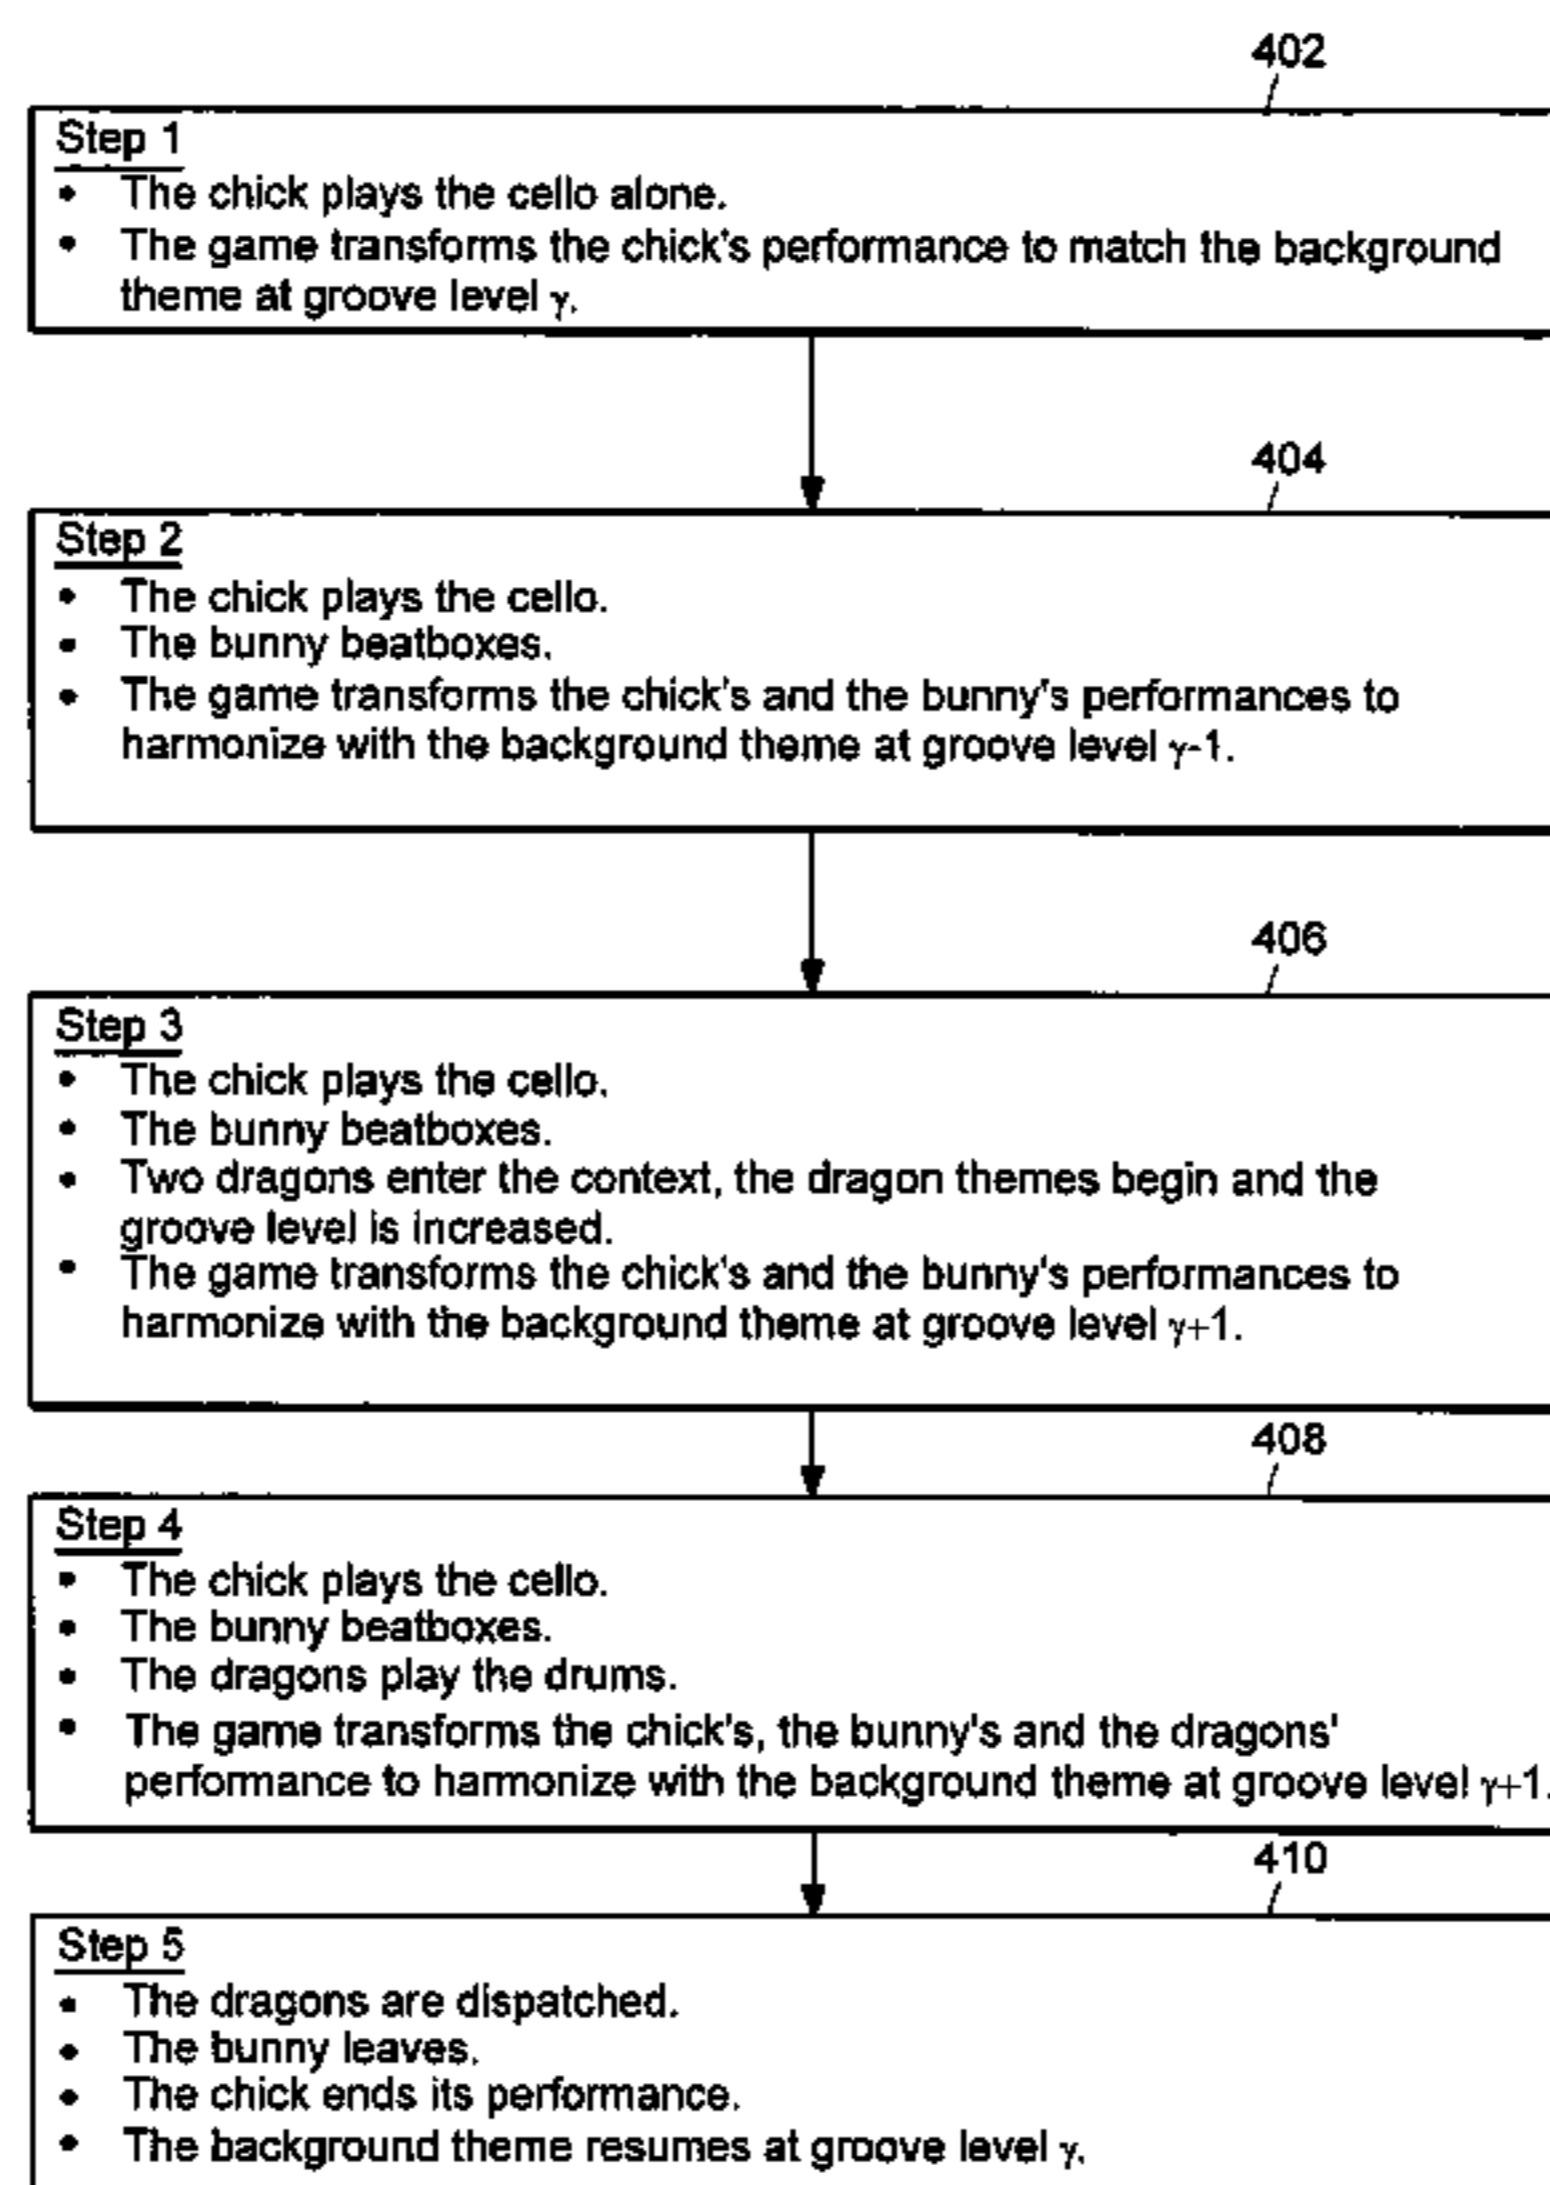 402
Step 1
• The chick plays the cello alone.
• The game transforms the chick's performance to match the background
theme at groove level γ.
404
Step 2
• The chick plays the cello.
• The bunny beatboxes.
• The game transforms the chick's and the bunny's performances to
harmonize with the background theme at groove level γ-1.
406
Step 3
• The chick plays the cello.
• The bunny beatboxes.
• Two dragons enter the context, the dragon themes begin and the
groove level is increased.
• The game transforms the chick's and the bunny's performances to
harmonize with the background theme at groove level γ+1.
408
Step 4
• The chick plays the cello.
• The bunny beatboxes.
• The dragons play the drums.
• The game transforms the chick's, the bunny's and the dragons'
performance to harmonize with the background theme at groove level γ+1.
410
Step 5
• The dragons are dispatched.
• The bunny leaves.
• The chick ends its performance.
• The background theme resumes at groove level γ.